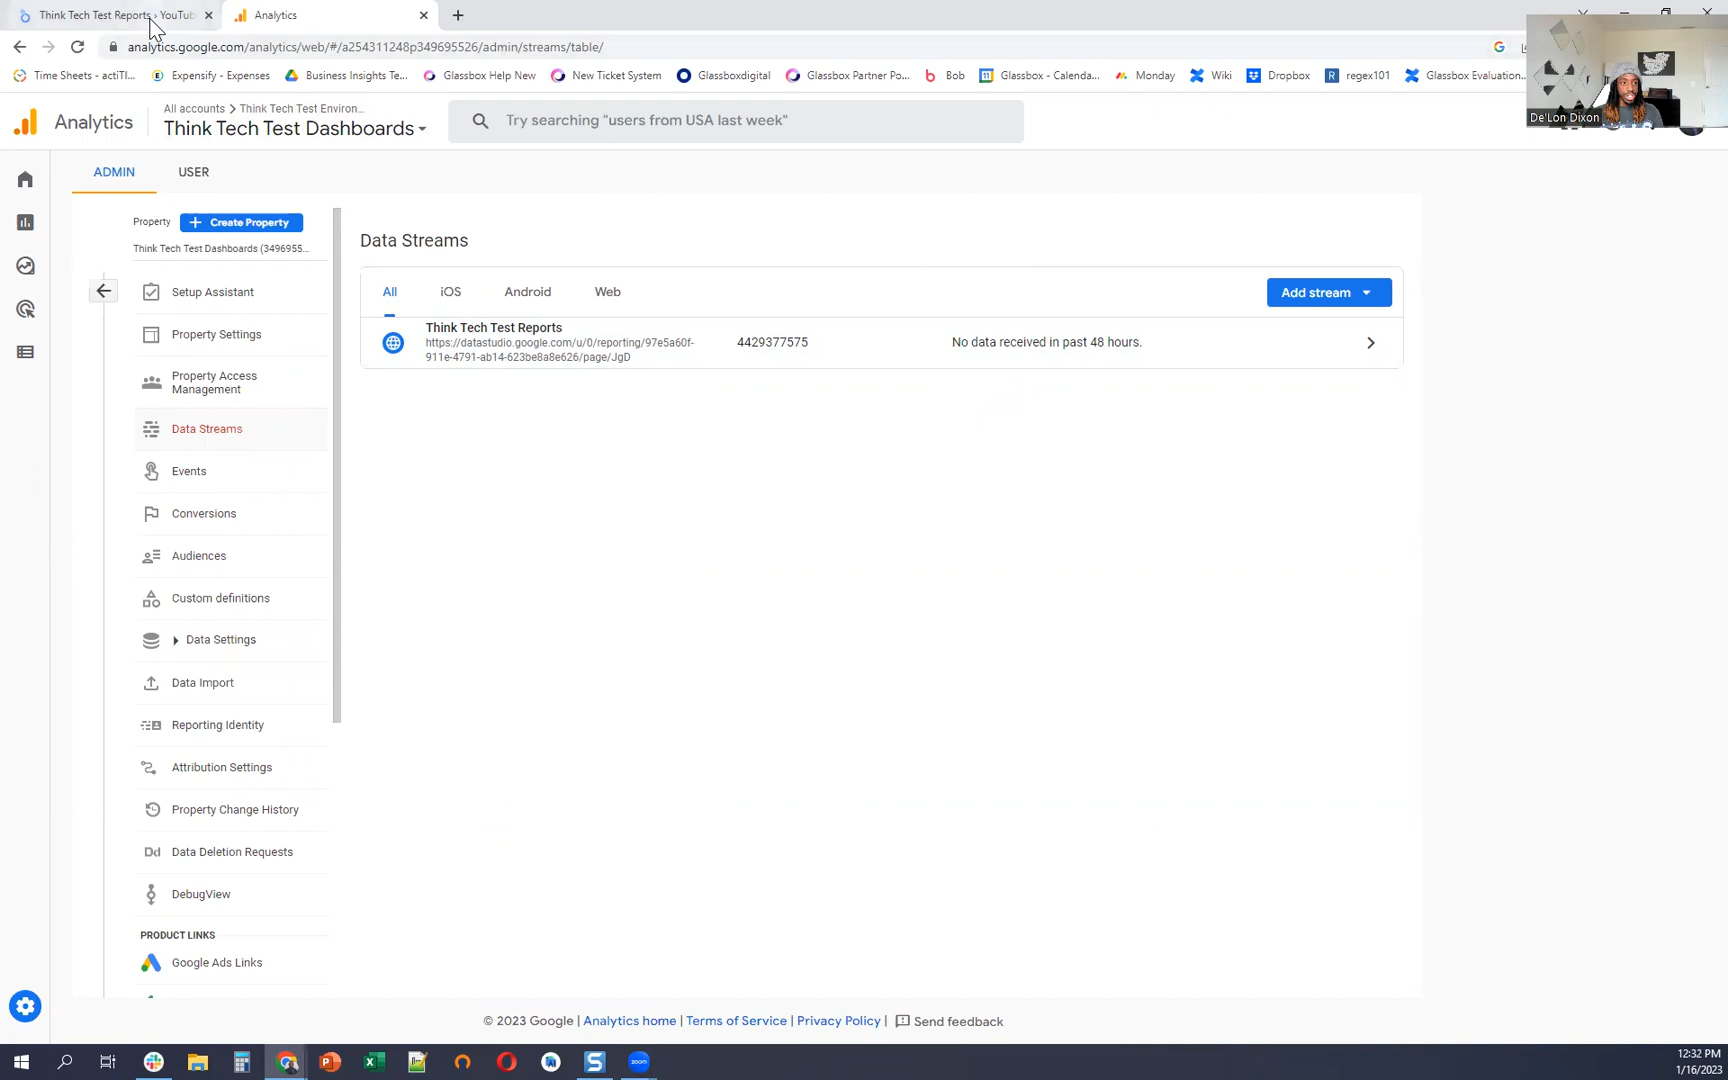 Think Tech Test Reports › YouTub
Analytics
analytics.google.com/analytics/web/#/a254311248p349695526/admin/streams/table/
Time Sheets - actiTI...
Expensify - Expenses
Business Insights Te...
Glassbox Help New
New Ticket System
Glassboxdigital
Glassbox Partner Po...
Bob
Glassbox - Calenda...
Monday
Wiki
Dropbox
regex101
Glassbox Evaluation...
De'Lon Dixon
Analytics
All accounts > Think Tech Test Environ...
Think Tech Test Dashboards
Try searching "users from USA last week"
ADMIN
USER
Property
Create Property
Think Tech Test Dashboards (3496955...
Setup Assistant
Property Settings
Property Access
Management
Data Streams
Events
Conversions
Audiences
Custom definitions
Data Settings
Data Import
Reporting Identity
Attribution Settings
Property Change History
Dd Data Deletion Requests
DebugView
PRODUCT LINKS
Google Ads Links
Data Streams
All
iOS
Android
Web
Add stream
Think Tech Test Reports
https://datastudio.google.com/u/0/reporting/97e5a60f-
911e-4791-ab14-623be8a8e626/page/JgD
4429377575
No data received in past 48 hours.
© 2023 Google | Analytics home | Terms of Service | Privacy Policy | Send feedback
zoom
12:32 PM
1/16/2023